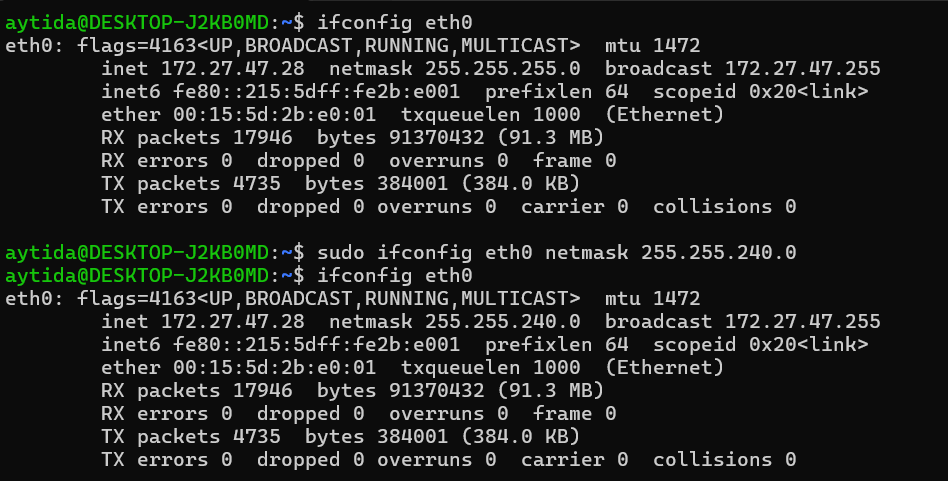 aytida@DESKTOP-J2KB0MD:~$ ifconfig eth0
eth0: flags=4163<UP,BROADCAST,RUNNING,MULTICAST>  mtu 1472
        inet 172.27.47.28  netmask 255.255.255.0  broadcast 172.27.47.255
        inet6 fe80::215:5dff:fe2b:e001  prefixlen 64  scopeid 0x20<link>
        ether 00:15:5d:2b:e0:01  txqueuelen 1000  (Ethernet)
        RX packets 17946  bytes 91370432 (91.3 MB)
        RX errors 0  dropped 0  overruns 0  frame 0
        TX packets 4735  bytes 384001 (384.0 KB)
        TX errors 0  dropped 0 overruns 0  carrier 0  collisions 0

aytida@DESKTOP-J2KB0MD:~$ sudo ifconfig eth0 netmask 255.255.240.0
aytida@DESKTOP-J2KB0MD:~$ ifconfig eth0
eth0: flags=4163<UP,BROADCAST,RUNNING,MULTICAST>  mtu 1472
        inet 172.27.47.28  netmask 255.255.240.0  broadcast 172.27.47.255
        inet6 fe80::215:5dff:fe2b:e001  prefixlen 64  scopeid 0x20<link>
        ether 00:15:5d:2b:e0:01  txqueuelen 1000  (Ethernet)
        RX packets 17946  bytes 91370432 (91.3 MB)
        RX errors 0  dropped 0  overruns 0  frame 0
        TX packets 4735  bytes 384001 (384.0 KB)
        TX errors 0  dropped 0 overruns 0  carrier 0  collisions 0